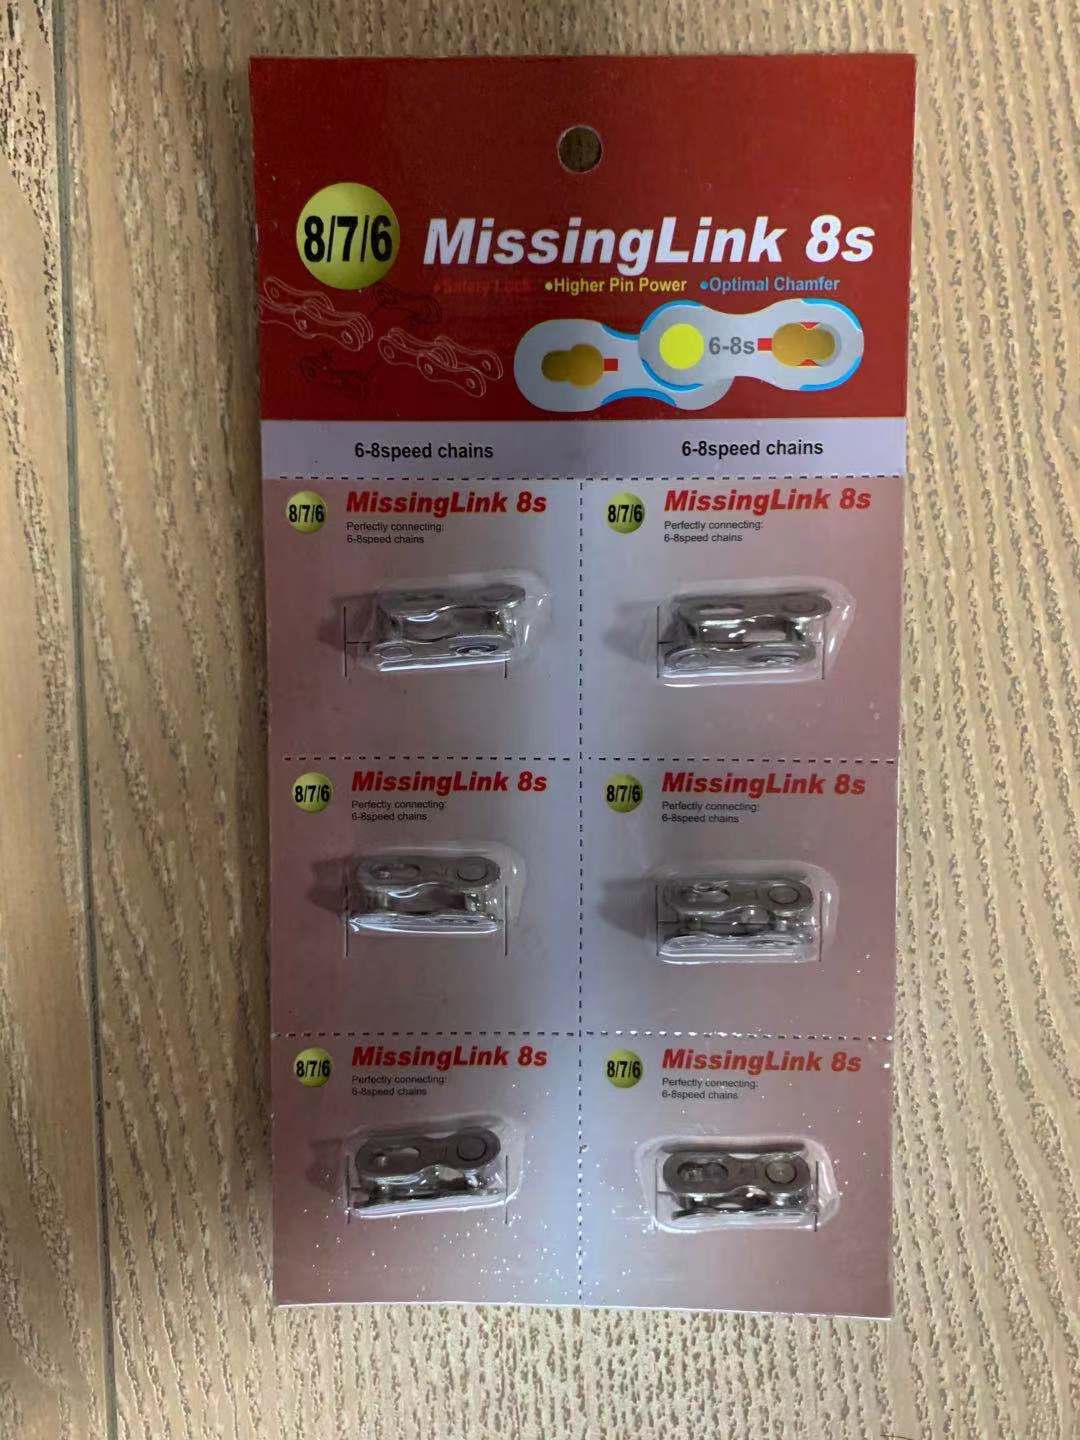 8/7/6 MissingLink 8s
•Safety Lock •Higher Pin Power •Optimal Chamfer
6-8s
6-8speed chains 6-8speed chains
8/7/6 MissingLink 8s
Perfectly connecting:
6-8speed chains
8/7/6 MissingLink 8s
Perfectly connecting:
6-8speed chains
8/7/6 MissingLink 8s
Perfectly connecting:
6-8speed chains
8/7/6 MissingLink 8s
Perfectly connecting:
6-8speed chains
8/7/6 MissingLink 8s
Perfectly connecting:
6-8speed chains
8/7/6 MissingLink 8s
Perfectly connecting:
6-8speed chains